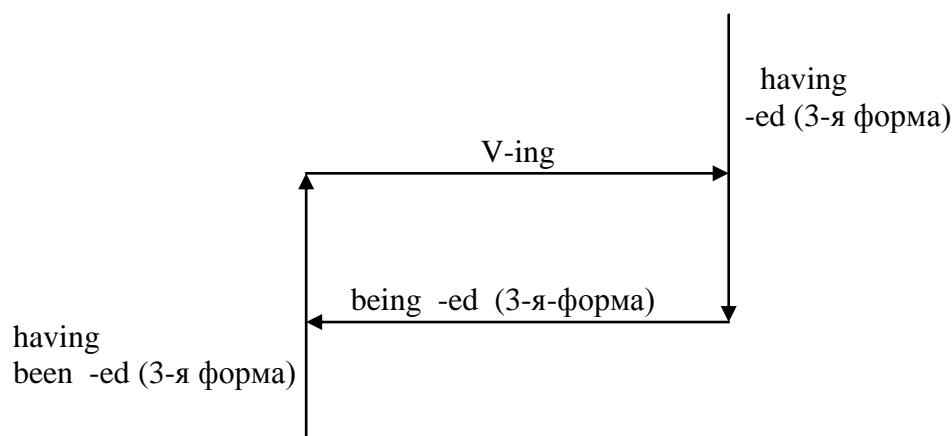 having
-ed (3-я форма)
V-ing
being -ed (3-я-форма)
having
been -ed (3-я форма)